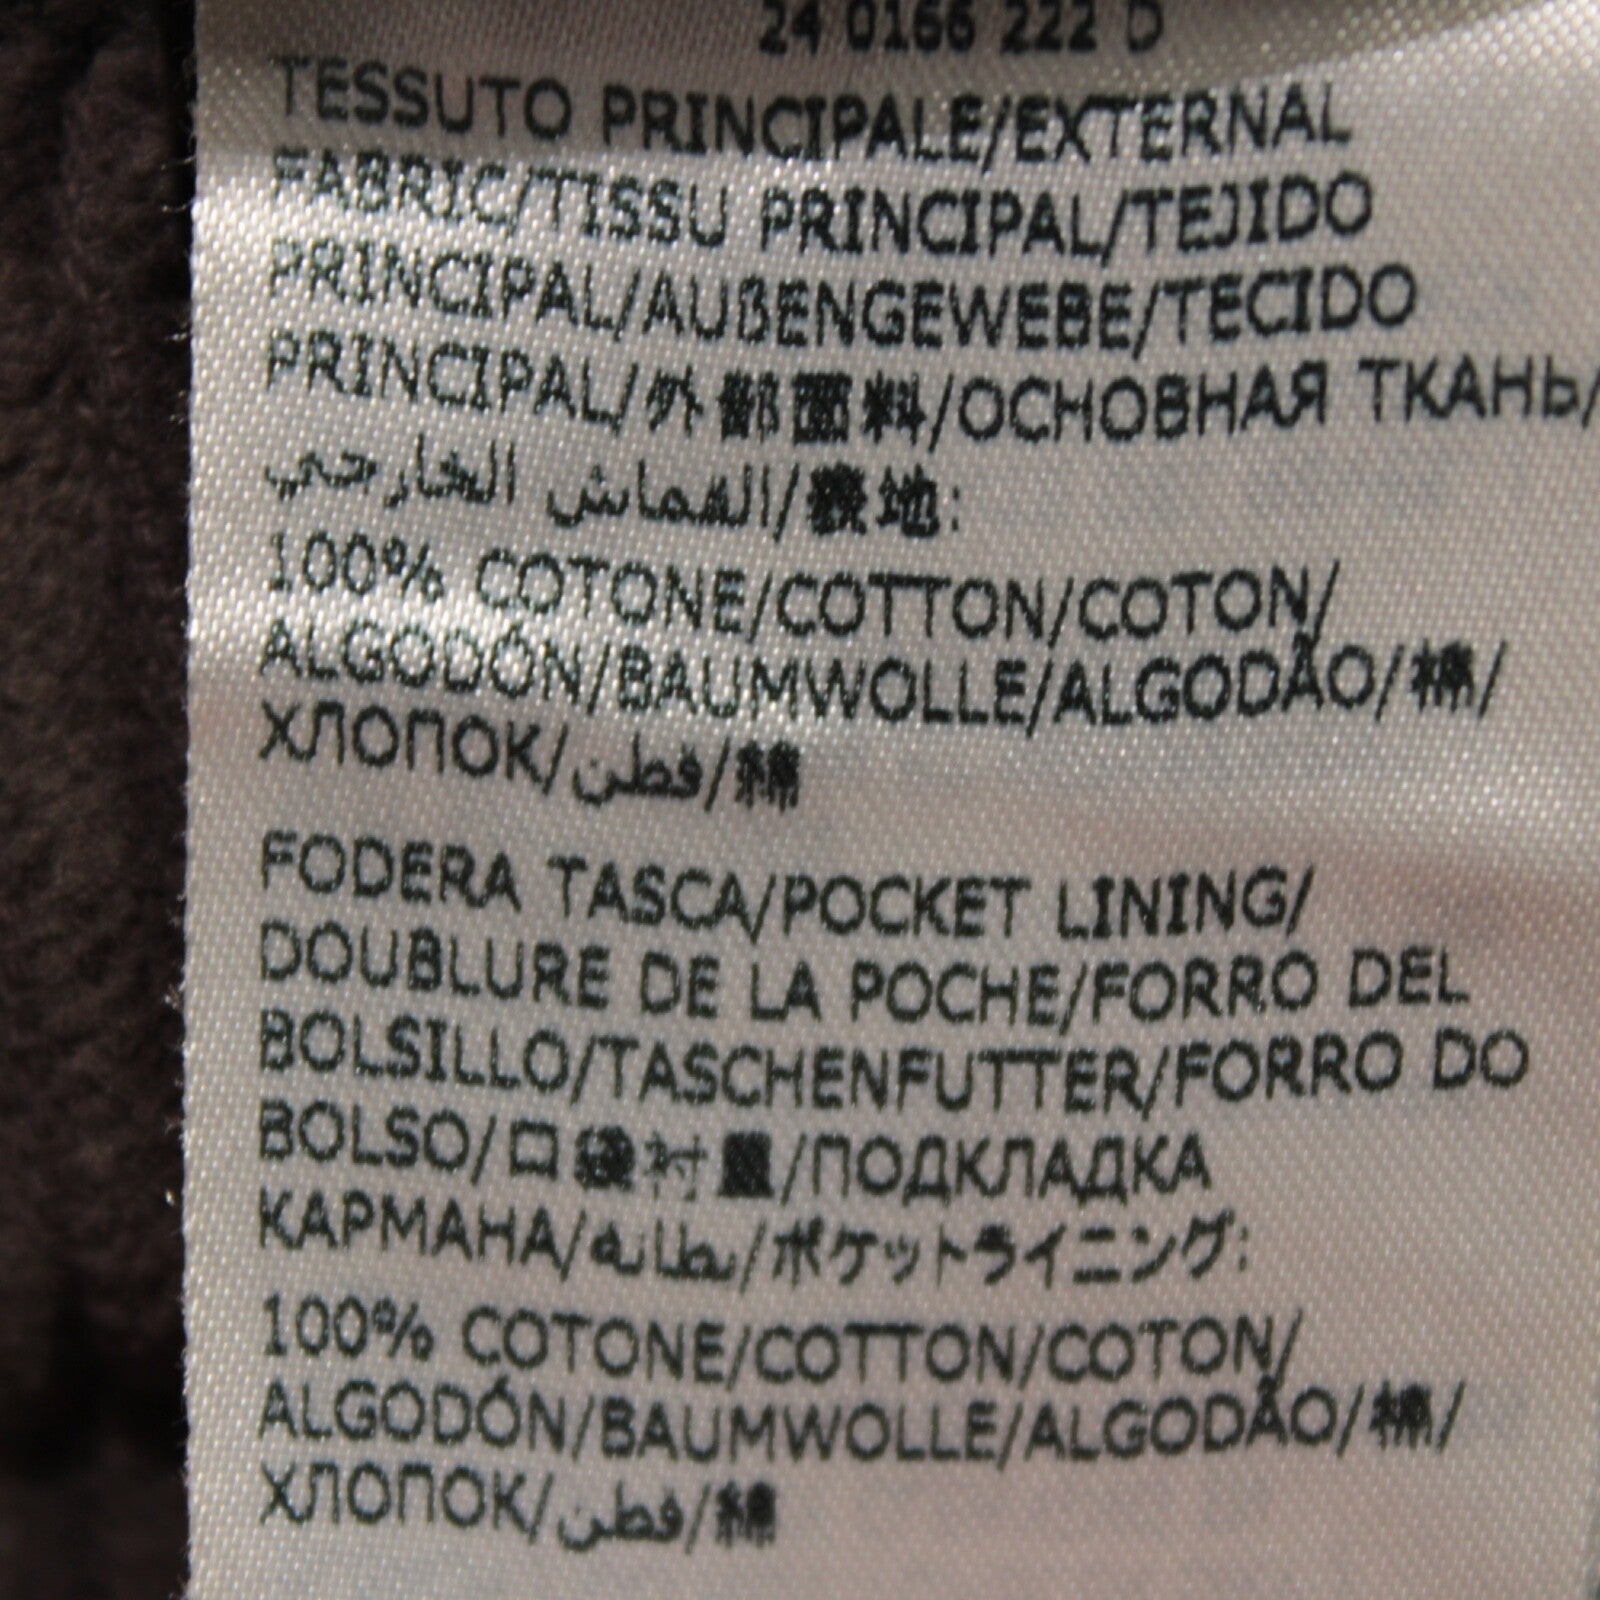 24 0166 222 D
TESSUTO PRINCIPALE/EXTERNAL
FABRIC/TISSU PRINCIPAL/TEJIDO
PRINCIPAL/AUßENGEWEBE/TECIDO
PRINCIPAL/外部面料/ОСНОВНАЯ ТКАНЬ/
القماش الخارجي/表地:
100% COTONE/COTTON/COTON/
ALGODÓN/BAUMWOLLE/ALGODÃO/棉/
ХЛОПОК/قطن/綿
FODERA TASCA/POCKET LINING/
DOUBLURE DE LA POCHE/FORRO DEL
BOLSILLO/TASCHENFUTTER/FORRO DO
BOLSO/口袋衬里/ПОДКЛАДКА
КАРМАНА/بطانة/ポケットライニング:
100% COTONE/COTTON/COTON/
ALGODÓN/BAUMWOLLE/ALGODÃO/棉/
ХЛОПОК/قطن/綿